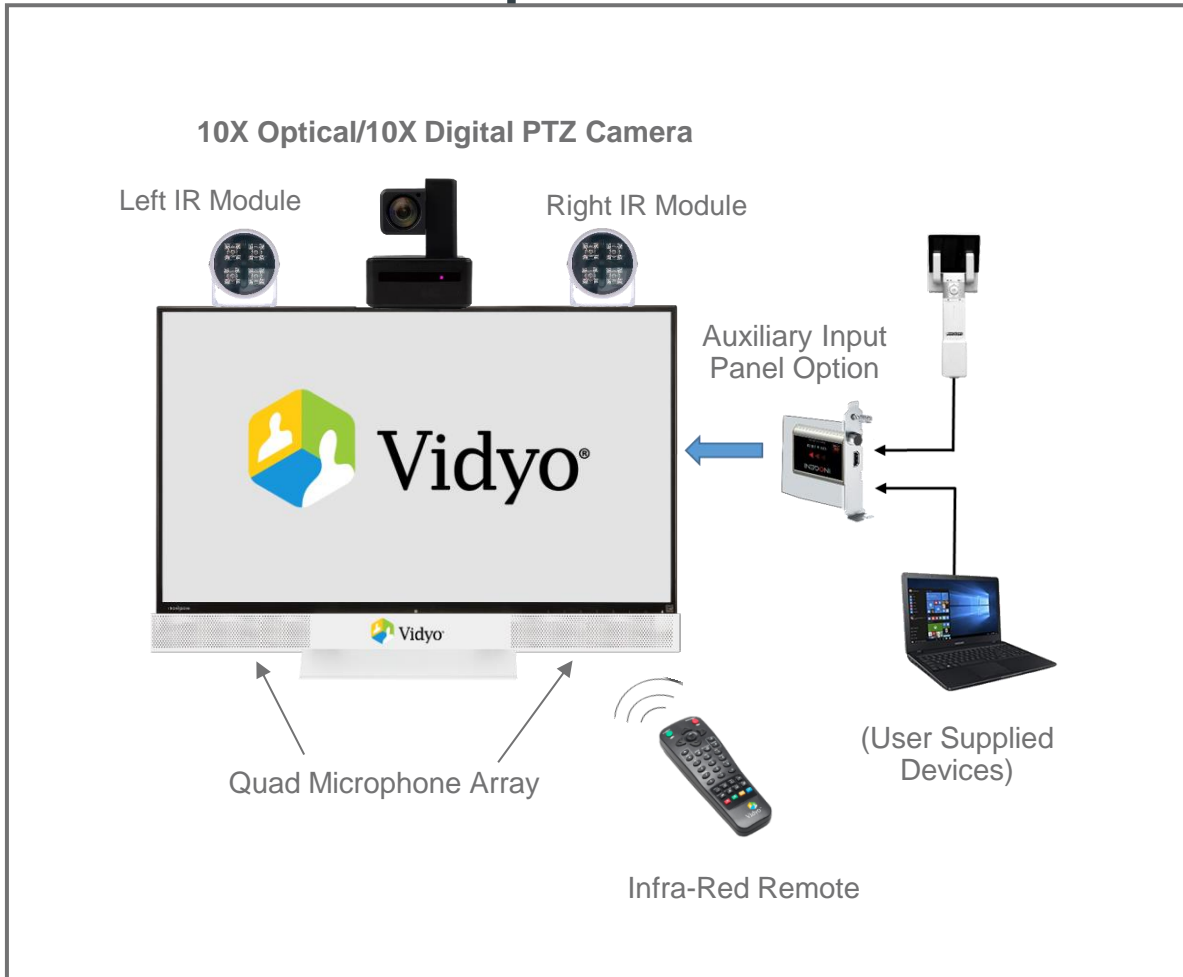 10X Optical/10X Digital PTZ Camera
Left IR Module
Right IR Module
Auxiliary Input
Panel Option
Vidyo®
Vidyo
(User Supplied
Devices)
Quad Microphone Array
Infra-Red Remote